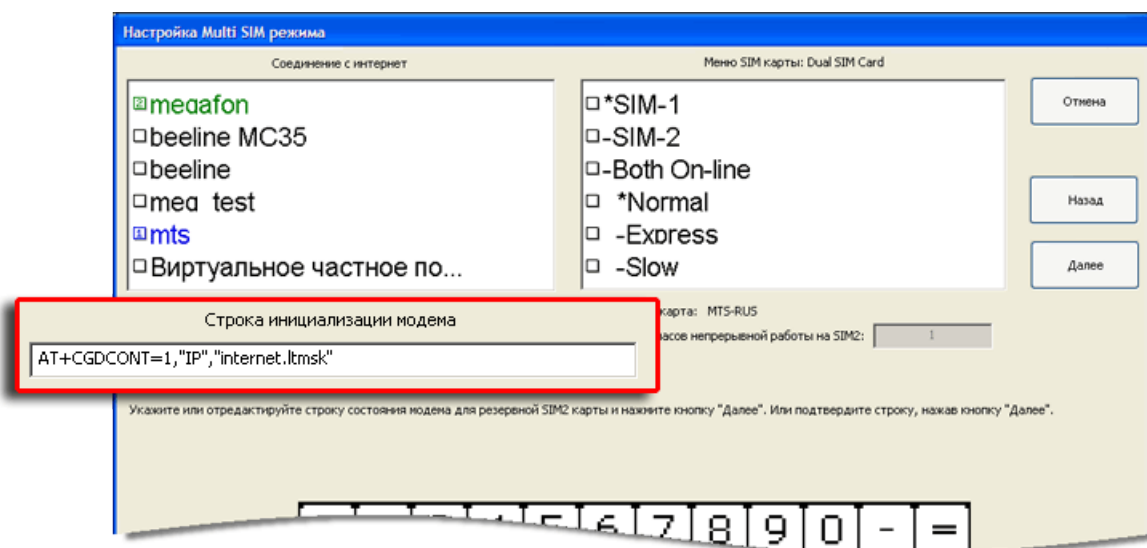 Настройка Multi SIM режима
Соединение с интернет
2 megafon
beeline MC35
beeline
meg_test
1 mts
Виртуальное частное по...
Меню SIM карты: Dual SIM Card
*SIM-1
-SIM-2
-Both On-line
*Normal
-Express
-Slow
Отмена
Назад
Далее
Строка инициализации модема
AT+CGDCONT=1,"IP","internet.ltmsk"
карта: MTS-RUS
непрерывной работы на SIM2: 1
Укажите или отредактируйте строку состояния модема для резервной SIM2 карты и нажмите кнопку "Далее". Или подтвердите строку, нажав кнопку "Далее".
6 7 8 9 0 - =